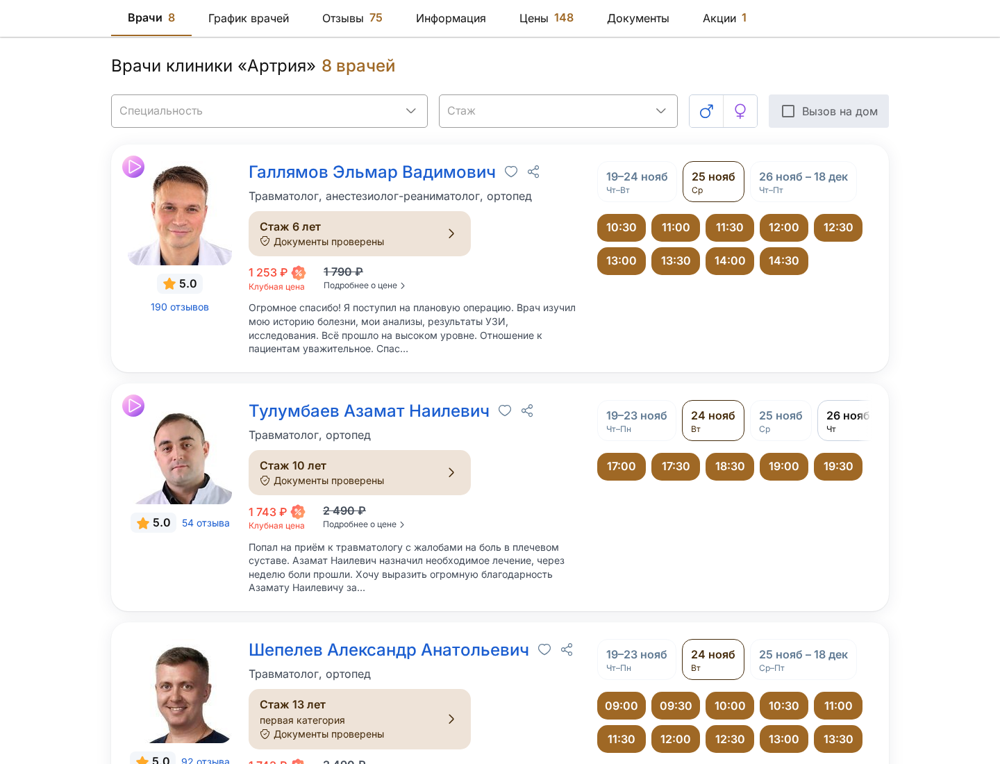 Врачи 8 График врачей Отзывы 75 Информация Цены 148 Документы Акции 1
Врачи клиники «Артрия» 8 врачей
Специальность Стаж Вызов на дом
Галлямов Эльмар Вадимович
Травматолог, анестезиолог-реаниматолог, ортопед
Стаж 6 лет
Документы проверены
1 253 ₽ 1 790 ₽
Клубная цена Подробнее о цене
5.0
190 отзывов
Огромное спасибо! Я поступил на плановую операцию. Врач изучил
мою историю болезни, мои анализы, результаты УЗИ,
исследования. Всё прошло на высоком уровне. Отношение к
пациентам уважительное. Спас...
19–24 нояб 25 нояб 26 нояб – 18 дек
Чт–Вт Ср Чт–Пт
10:30 11:00 11:30 12:00 12:30
13:00 13:30 14:00 14:30
Тулумбаев Азамат Наилевич
Травматолог, ортопед
Стаж 10 лет
Документы проверены
1 743 ₽ 2 490 ₽
Клубная цена Подробнее о цене
5.0 54 отзыва
Попал на приём к травматологу с жалобами на боль в плечевом
суставе. Азамат Наилевич назначил необходимое лечение, через
неделю боли прошли. Хочу выразить огромную благодарность
Азамату Наилевичу за...
19–23 нояб 24 нояб 25 нояб 26 нояб
Чт–Пн Вт Ср Чт
17:00 17:30 18:30 19:00 19:30
Шепелев Александр Анатольевич
Травматолог, ортопед
Стаж 13 лет
первая категория
Документы проверены
1 743 ₽ 2 490 ₽
5.0 92 отзыва
19–23 нояб 24 нояб 25 нояб – 18 дек
Чт–Пн Вт Ср–Пт
09:00 09:30 10:00 10:30 11:00
11:30 12:00 12:30 13:00 13:30